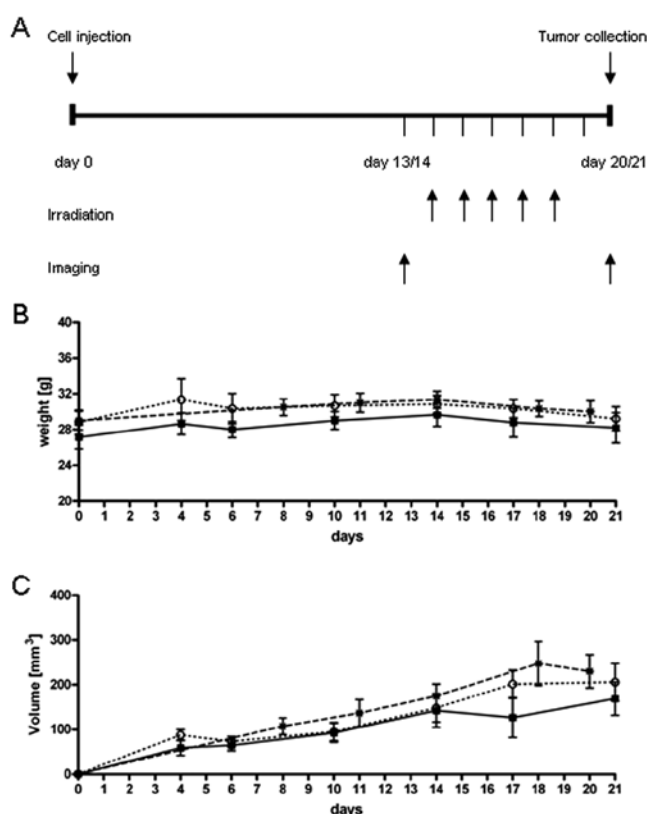 A
Cell injection Tumor collection
day 0 day 13/14 day 20/21
Irradiation
Imaging
B
weight [g]
40
36
32
28
24
20
0 1 2 3 4 5 6 7 8 9 10 11 12 13 14 15 16 17 18 19 20 21
days
C
Volume [mm³]
400
300
200
100
0
0 1 2 3 4 5 6 7 8 9 10 11 12 13 14 15 16 17 18 19 20 21
days